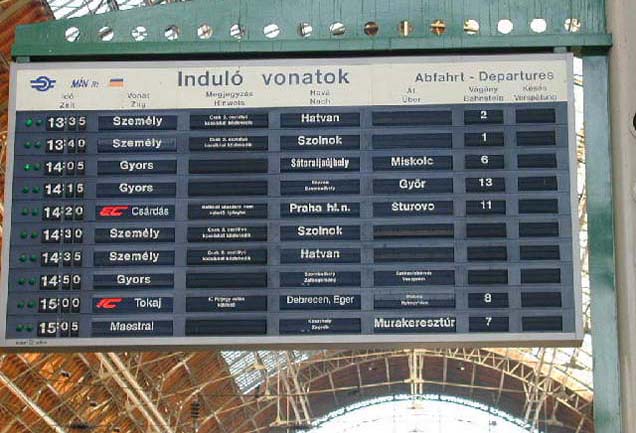 MÁV Rt. Induló vonatok Abfahrt - Departures
Idő Vonat Megjegyzés Hová Át Vágány Késés
Zeit Zug Hinweis Nach Über Bahnsteig Verspätung
13:35 Személy Hatvan 2
13:40 Személy Szolnok 1
14:05 Gyors Sátoraljaújhely Miskolc 6
14:15 Gyors Győr 13
14:20 EC Csárdás Praha hl.n. Sturovo 11
14:30 Személy Szolnok
14:35 Személy Hatvan
14:50 Gyors
15:00 IC Tokaj Debrecen, Eger 8
15:05 Maestral Murakeresztúr 7